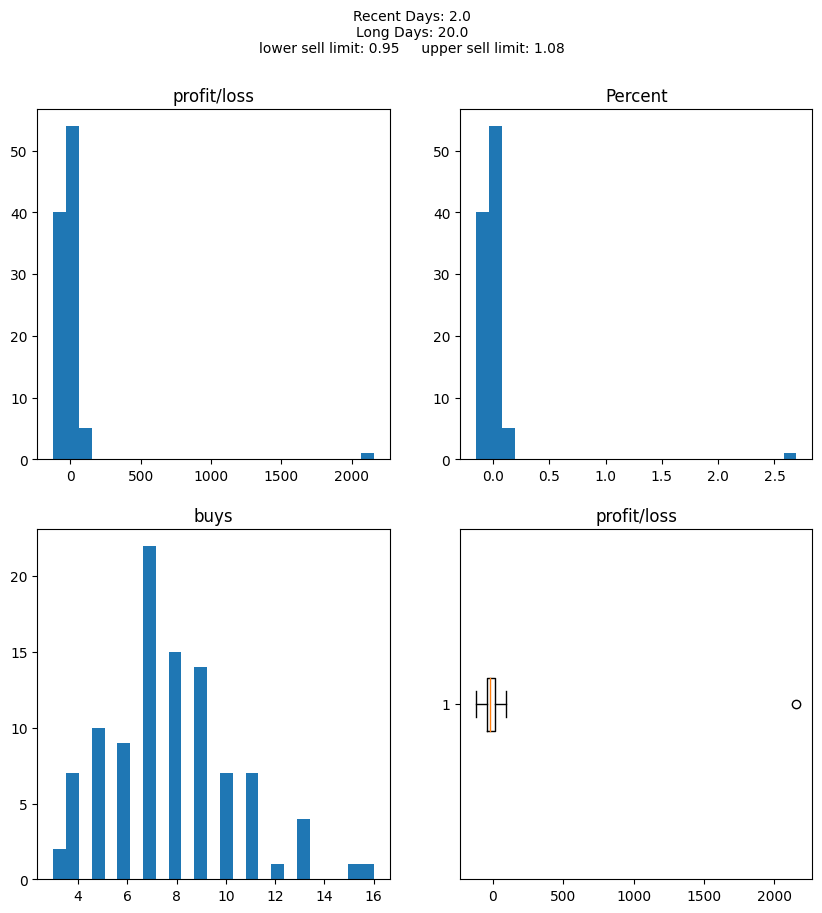 Recent Days: 2.0
Long Days: 20.0
lower sell limit: 0.95     upper sell limit: 1.08
profit/loss
50
40
30
20
10
0
0 500 1000 1500 2000
Percent
50
40
30
20
10
0
0.0 0.5 1.0 1.5 2.0 2.5
buys
20
15
10
5
0
4 6 8 10 12 14 16
profit/loss
1
0 500 1000 1500 2000